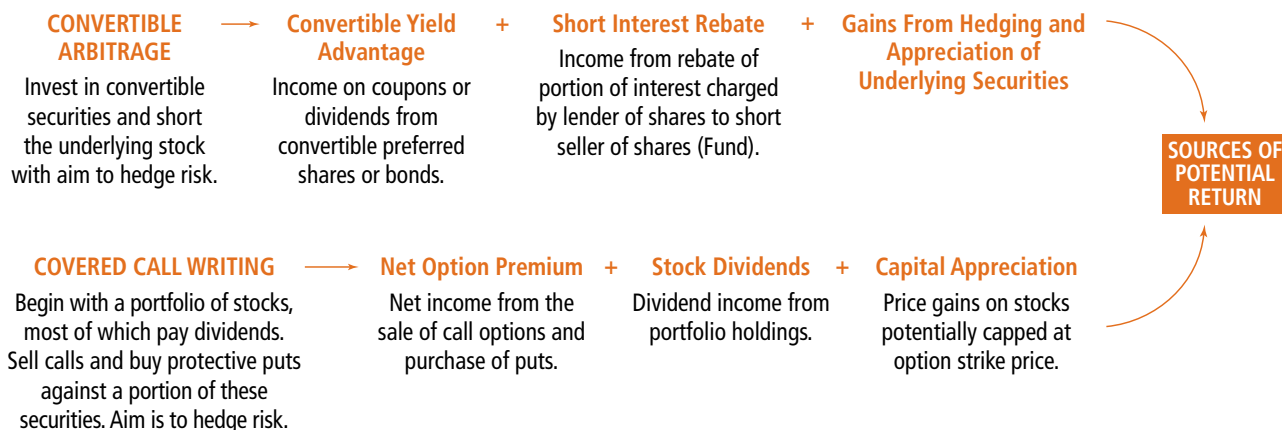 CONVERTIBLE
ARBITRAGE
Invest in convertible
securities and short
the underlying stock
with aim to hedge risk.
Convertible Yield
Advantage
Income on coupons or
dividends from
convertible preferred
shares or bonds.
+
Short Interest Rebate
Income from rebate of
portion of interest charged
by lender of shares to short
seller of shares (Fund).
+
Gains From Hedging and
Appreciation of
Underlying Securities
SOURCES OF
POTENTIAL
RETURN
COVERED CALL WRITING
Begin with a portfolio of stocks,
most of which pay dividends.
Sell calls and buy protective puts
against a portion of these
securities. Aim is to hedge risk.
Net Option Premium
Net income from the
sale of call options and
purchase of puts.
+
Stock Dividends
Dividend income from
portfolio holdings.
+
Capital Appreciation
Price gains on stocks
potentially capped at
option strike price.